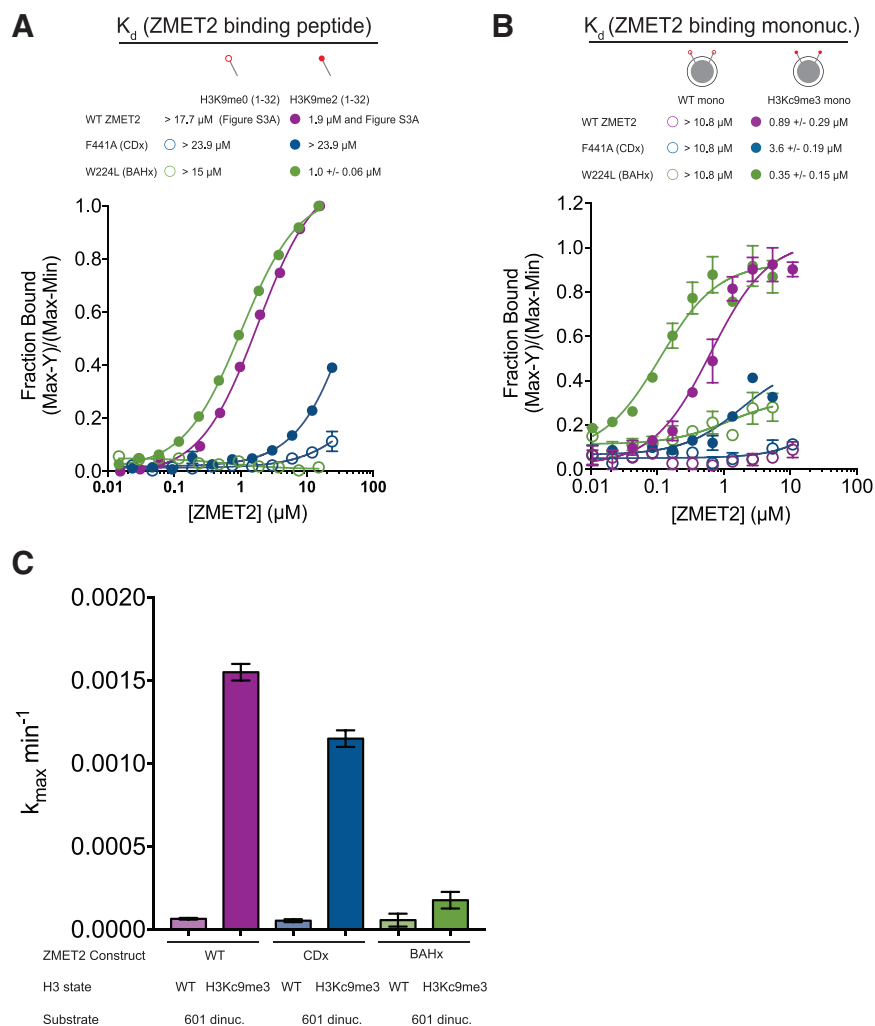 A
K_d (ZMET2 binding peptide)
H3K9me0 (1-32) H3K9me2 (1-32)
WT ZMET2 > 17.7 µM (Figure S3A) 1.9 µM and Figure S3A
F441A (CDx) > 23.9 µM > 23.9 µM
W224L (BAHx) > 15 µM 1.0 +/- 0.06 µM
1.0
0.8
0.6
0.4
0.2
0.0
Fraction Bound
(Max-Y)/(Max-Min)
0.01 0.1 1 10 100
[ZMET2] (µM)
B
K_d (ZMET2 binding mononuc.)
WT mono H3Kc9me3 mono
WT ZMET2 > 10.8 µM 0.89 +/- 0.29 µM
F441A (CDx) > 10.8 µM 3.6 +/- 0.19 µM
W224L (BAHx) > 10.8 µM 0.35 +/- 0.15 µM
1.2
1.0
0.8
0.6
0.4
0.2
0.0
Fraction Bound
(Max-Y)/(Max-Min)
0.01 0.1 1 10 100
[ZMET2] (µM)
C
0.0020
0.0015
0.0010
0.0005
0.0000
k_max min^-1
ZMET2 Construct WT CDx BAHx
H3 state WT H3Kc9me3 WT H3Kc9me3 WT H3Kc9me3
Substrate 601 dinuc. 601 dinuc. 601 dinuc.